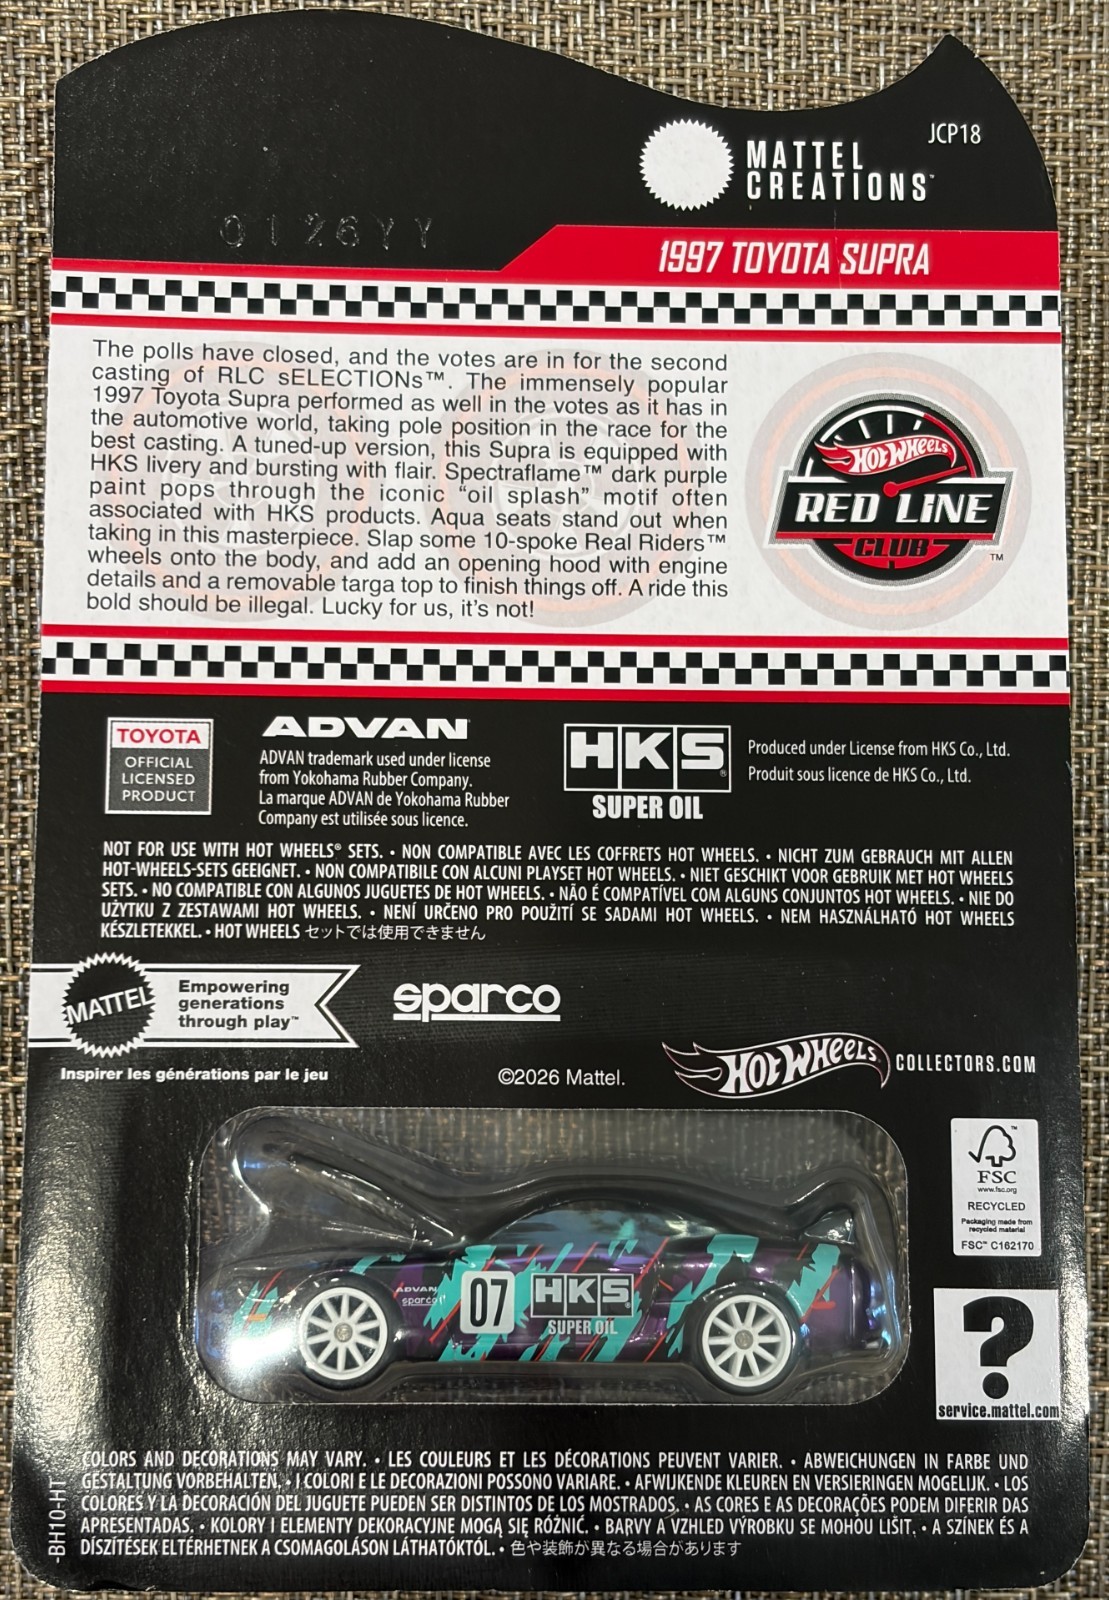 JCP18
MATTEL
CREATIONS™
0126YY
1997 TOYOTA SUPRA
The polls have closed, and the votes are in for the second
casting of RLC sELECTIONs™. The immensely popular
1997 Toyota Supra performed as well in the votes as it has in
the automotive world, taking pole position in the race for the
best casting. A tuned-up version, this Supra is equipped with
HKS livery and bursting with flair. Spectraflame™ dark purple
paint pops through the iconic “oil splash” motif often
associated with HKS products. Aqua seats stand out when
taking in this masterpiece. Slap some 10-spoke Real Riders™
wheels onto the body, and add an opening hood with engine
details and a removable targa top to finish things off. A ride this
bold should be illegal. Lucky for us, it’s not!
HOT WHEELS
RED LINE
CLUB™
TOYOTA
OFFICIAL
LICENSED
PRODUCT
ADVAN
ADVAN trademark used under license
from Yokohama Rubber Company.
La marque ADVAN de Yokohama Rubber
Company est utilisée sous licence.
HKS®
SUPER OIL
Produced under License from HKS Co., Ltd.
Produit sous licence de HKS Co., Ltd.
NOT FOR USE WITH HOT WHEELS® SETS. • NON COMPATIBLE AVEC LES COFFRETS HOT WHEELS. • NICHT ZUM GEBRAUCH MIT ALLEN
HOT-WHEELS-SETS GEEIGNET. • NON COMPATIBILE CON ALCUNI PLAYSET HOT WHEELS. • NIET GESCHIKT VOOR GEBRUIK MET HOT WHEELS
SETS. • NO COMPATIBLE CON ALGUNOS JUGUETES DE HOT WHEELS. • NÃO É COMPATÍVEL COM ALGUNS CONJUNTOS HOT WHEELS. • NIE DO
UŻYTKU Z ZESTAWAMI HOT WHEELS. • NENÍ URČENO PRO POUŽITÍ SE SADAMI HOT WHEELS. • NEM HASZNÁLHATÓ HOT WHEELS
KÉSZLETEKKEL. • HOT WHEELS セットでは使用できません
MATTEL
Empowering
generations
through play™
Inspirer les générations par le jeu
sparco
©2026 Mattel.
HOT WHEELS COLLECTORS.COM
FSC™
www.fsc.org
RECYCLED
Packaging made from
recycled material
FSC™ C162170
ADVAN
sparco
07
HKS
SUPER OIL
?
service.mattel.com
COLORS AND DECORATIONS MAY VARY. • LES COULEURS ET LES DÉCORATIONS PEUVENT VARIER. • ABWEICHUNGEN IN FARBE UND
GESTALTUNG VORBEHALTEN. • I COLORI E LE DECORAZIONI POSSONO VARIARE. • AFWIJKENDE KLEUREN EN VERSIERINGEN MOGELIJK. • LOS
COLORES Y LA DECORACIÓN DEL JUGUETE PUEDEN SER DISTINTOS DE LOS MOSTRADOS. • AS CORES E AS DECORAÇÕES PODEM DIFERIR DAS
APRESENTADAS. • KOLORY I ELEMENTY DEKORACYJNE MOGĄ SIĘ RÓŻNIĆ. • BARVY A VZHLED VÝROBKU SE MOHOU LIŠIT. • A SZÍNEK ÉS A
DÍSZÍTÉSEK ELTÉRHETNEK A CSOMAGOLÁSON LÁTHATÓKTÓL. • 色や装飾が異なる場合があります
-BH10-HT